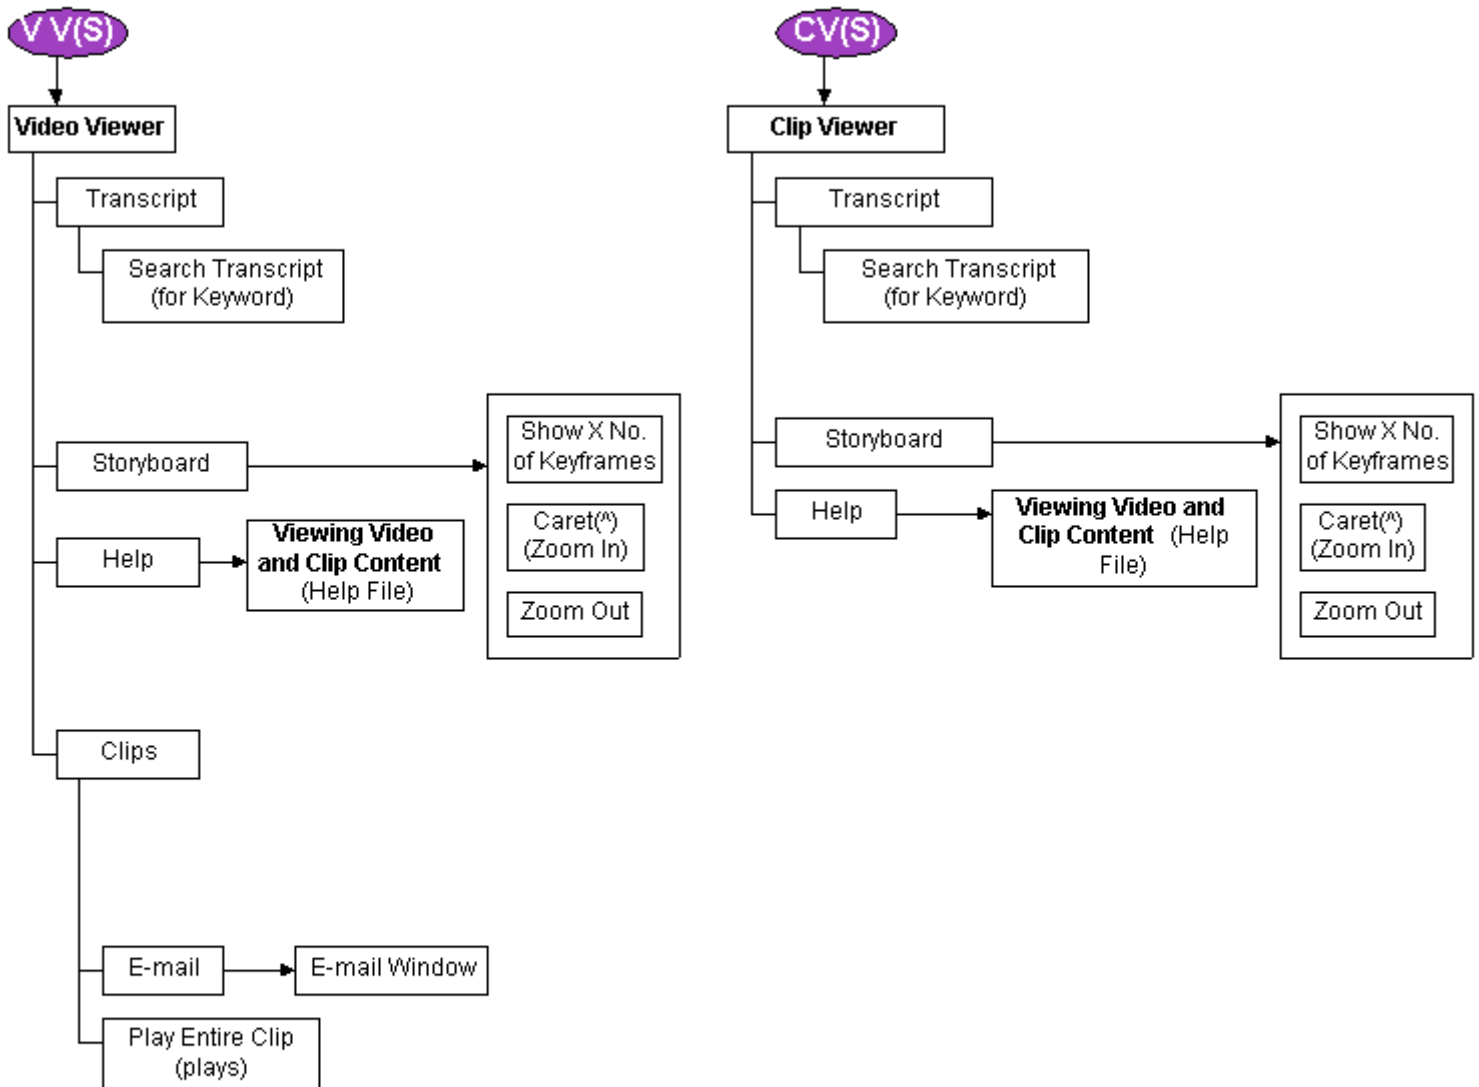 V V(S)
Video Viewer
Transcript
Search Transcript
(for Keyword)
Storyboard
Show X No.
of Keyframes
Caret(^)
(Zoom In)
Zoom Out
Help
Viewing Video
and Clip Content
(Help File)
Clips
E-mail
E-mail Window
Play Entire Clip
(plays)
CV(S)
Clip Viewer
Transcript
Search Transcript
(for Keyword)
Storyboard
Show X No.
of Keyframes
Caret(^)
(Zoom In)
Zoom Out
Help
Viewing Video and
Clip Content (Help
File)